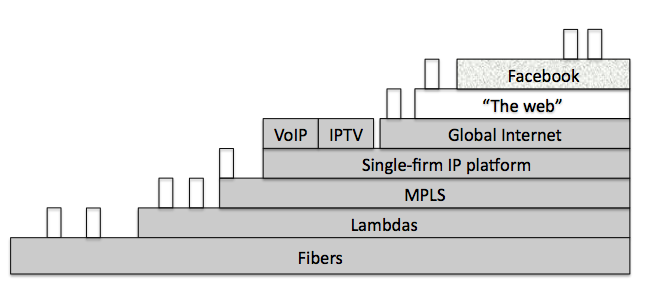 Facebook
“The web”
VoIP IPTV Global Internet
Single-firm IP platform
MPLS
Lambdas
Fibers